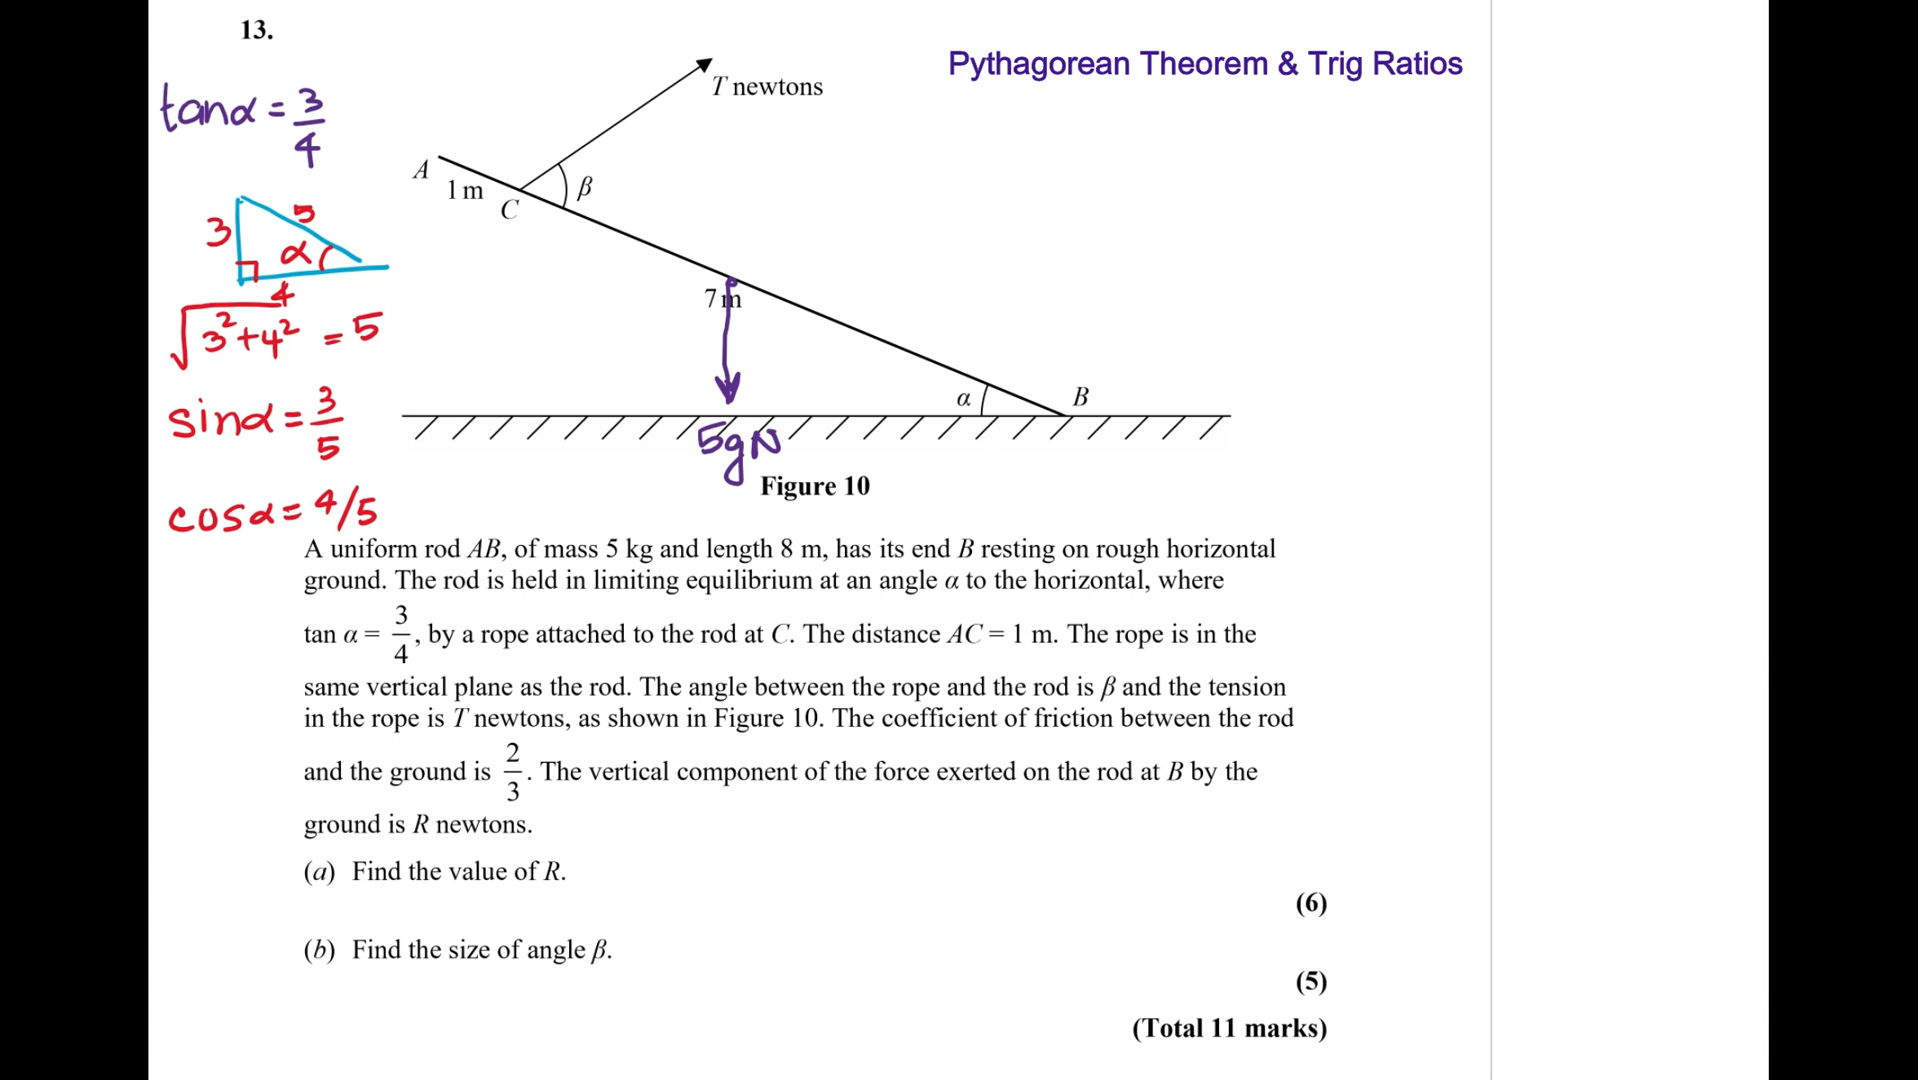 13.
Pythagorean Theorem & Trig Ratios
T newtons
tanα = 3/4
A
1 m
C
β
3
5
α
4
√3²+4² = 5
7 m
sinα = 3/5
α
B
5gN
Figure 10
cosα = 4/5
A uniform rod AB, of mass 5 kg and length 8 m, has its end B resting on rough horizontal
ground. The rod is held in limiting equilibrium at an angle α to the horizontal, where
tan α = 3/4, by a rope attached to the rod at C. The distance AC = 1 m. The rope is in the
same vertical plane as the rod. The angle between the rope and the rod is β and the tension
in the rope is T newtons, as shown in Figure 10. The coefficient of friction between the rod
and the ground is 2/3. The vertical component of the force exerted on the rod at B by the
ground is R newtons.
(a) Find the value of R.
(6)
(b) Find the size of angle β.
(5)
(Total 11 marks)